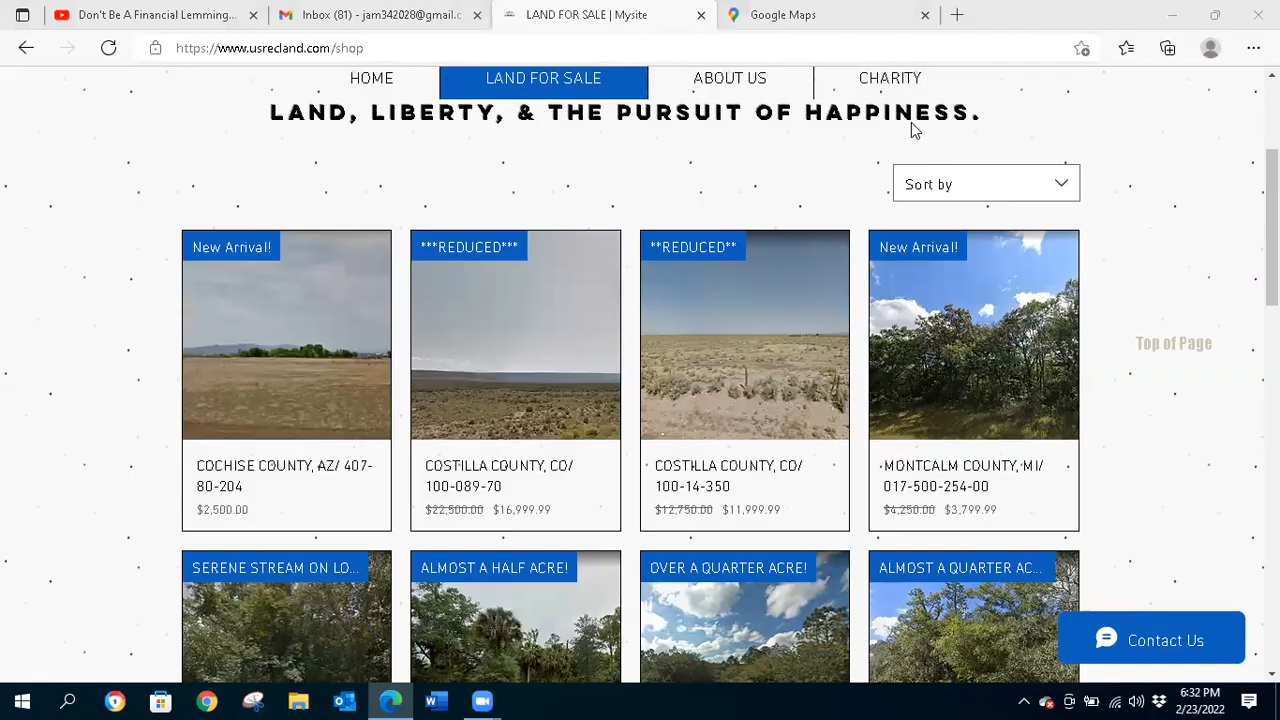 Don't Be A Financial Lemming...
Inbox (81) - jam342028@gmail.c
LAND FOR SALE | Mysite
Google Maps
https://www.usrecland.com/shop
HOME
LAND FOR SALE
ABOUT US
CHARITY
LAND, LIBERTY, & THE PURSUIT OF HAPPINESS.
Sort by
New Arrival!
***REDUCED***
**REDUCED**
New Arrival!
Top of Page
COCHISE COUNTY, AZ/ 407-
80-204
$2,500.00
COSTILLA COUNTY, CO/
100-089-70
$22,500.00 $16,999.99
COSTILLA COUNTY, CO/
100-14-350
$12,750.00 $11,999.99
MONTCALM COUNTY, MI/
017-500-254-00
$4,250.00 $3,799.99
SERENE STREAM ON LO...
ALMOST A HALF ACRE!
OVER A QUARTER ACRE!
ALMOST A QUARTER AC...
Contact Us
6:32 PM
2/23/2022